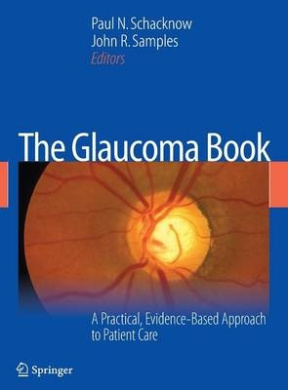 Paul N. Schacknow
John R. Samples
Editors
The Glaucoma Book
A Practical, Evidence-Based Approach
to Patient Care
Springer